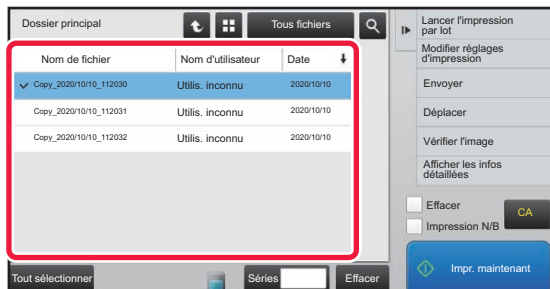 Dossier principal
Tous fichiers
Nom de fichier Nom d'utilisateur Date
Copy_2020/10/10_112030 Utilis. inconnu 2020/10/10
Copy_2020/10/10_112031 Utilis. inconnu 2020/10/10
Copy_2020/10/10_112032 Utilis. inconnu 2020/10/10
Tout sélectionner
Séries
Effacer
Lancer l'impression
par lot
Modifier réglages
d'impression
Envoyer
Déplacer
Vérifier l'image
Afficher les infos
détaillées
Effacer
Impression N/B
CA
Impr. maintenant